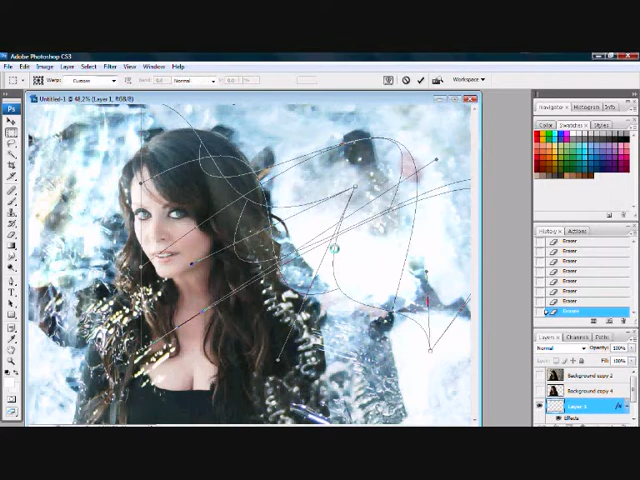 Adobe Photoshop CS3
File Edit Image Layer Select Filter View Window Help
Warp: Custom Normal Workspace
Untitled-1 @ 48.2% (Layer 1, RGB/8)
Navigator Histogram Info
Color Swatches Styles
History Actions
Eraser
Eraser
Eraser
Eraser
Eraser
Eraser
Layers Channels Paths
Normal Opacity: 100%
Lock: Fill: 100%
Background copy 2
Background copy 4
Layer 1
Effects